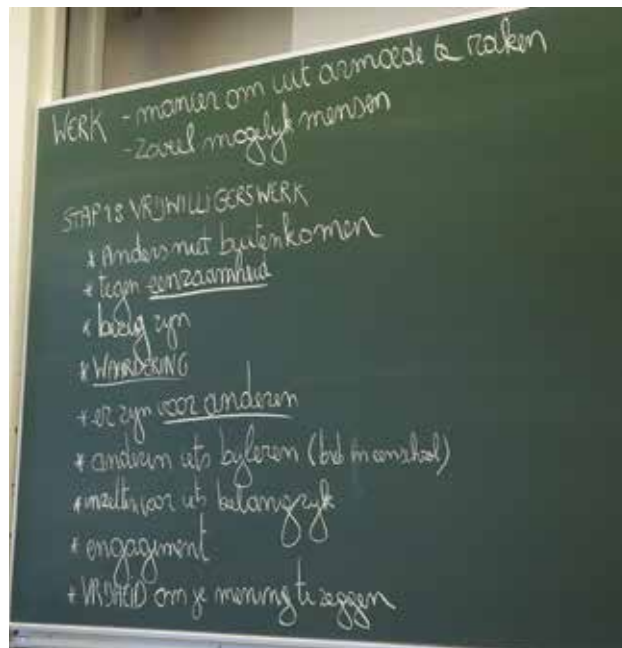 WERK - manier om uit armoede te raken
- zoveel mogelijk mensen
STAP 1: VRIJWILLIGERSWERK
* Anders niet buitenkomen
* tegen eenzaamheid
* bezig zijn
* WAARDERING
* er zijn voor anderen
* anderen iets bijleren (bvb in een school)
* inzetten voor iets belangrijk
* engagement
* VRIJHEID om je mening te zeggen